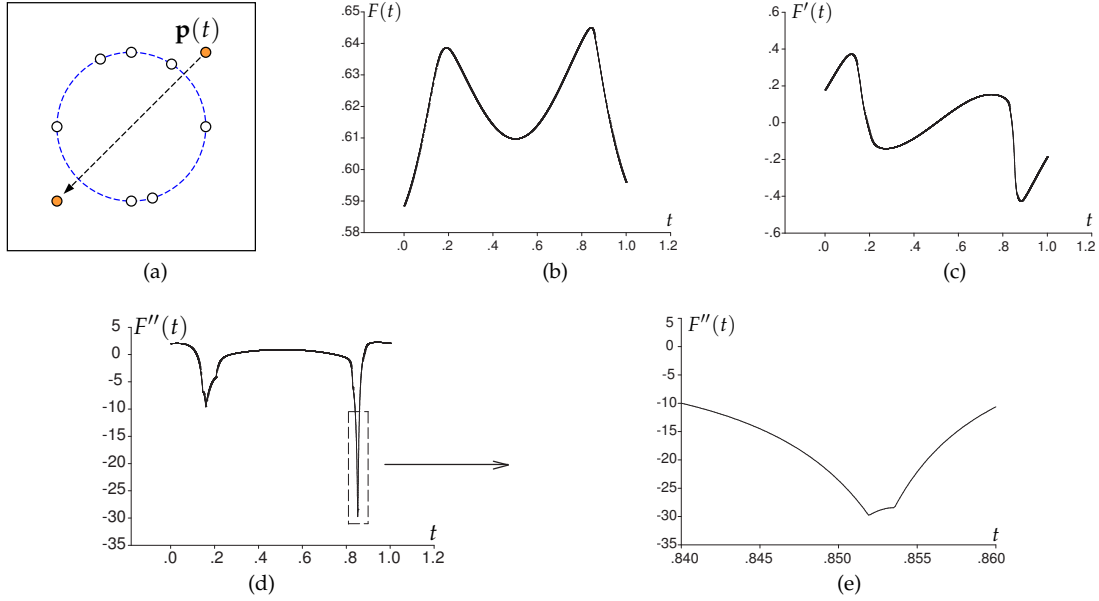 p(t)
(a)
F(t)
.65
.64
.63
.62
.61
.60
.59
.58
.0 .2 .4 .6 .8 1.0 1.2
t
(b)
F′(t)
.6
.4
.2
.0
-.2
-.4
-.6
.0 .2 .4 .6 .8 1.0 1.2
t
(c)
F″(t)
5
0
-5
-10
-15
-20
-25
-30
-35
.0 .2 .4 .6 .8 1.0 1.2
t
(d)
F″(t)
5
0
-5
-10
-15
-20
-25
-30
-35
.840 .845 .850 .855 .860
t
(e)